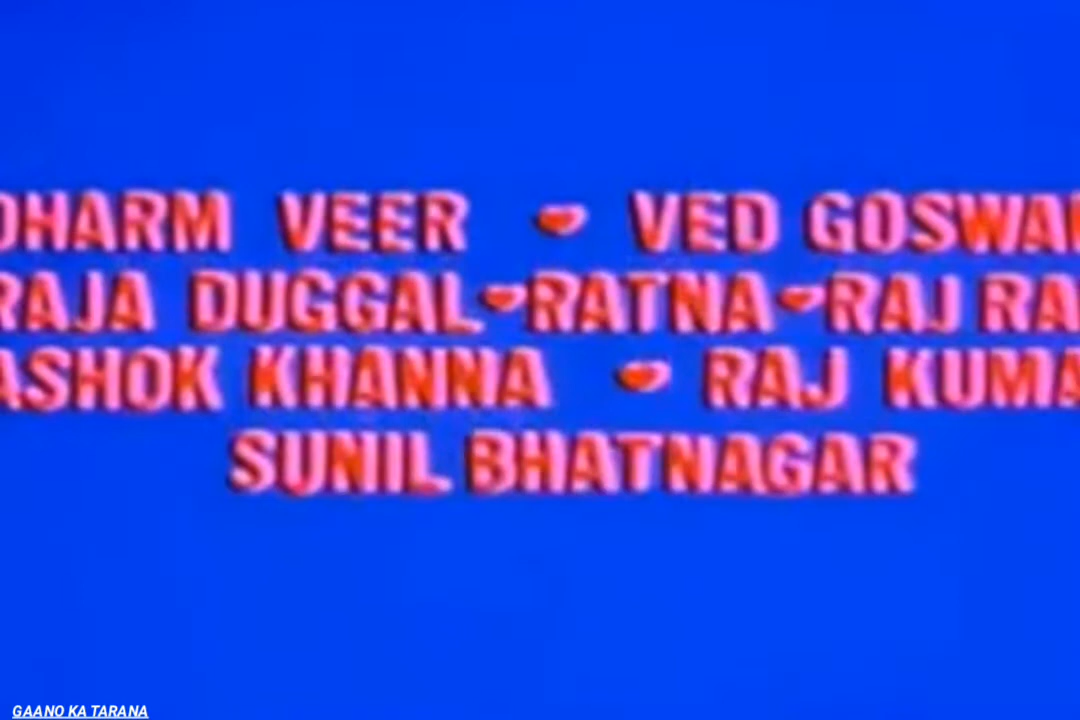 DHARM VEER • VED GOSWA
RAJA DUGGAL • RATNA • RAJ RA
ASHOK KHANNA • RAJ KUMA
SUNIL BHATNAGAR
GAANO KA TARANA